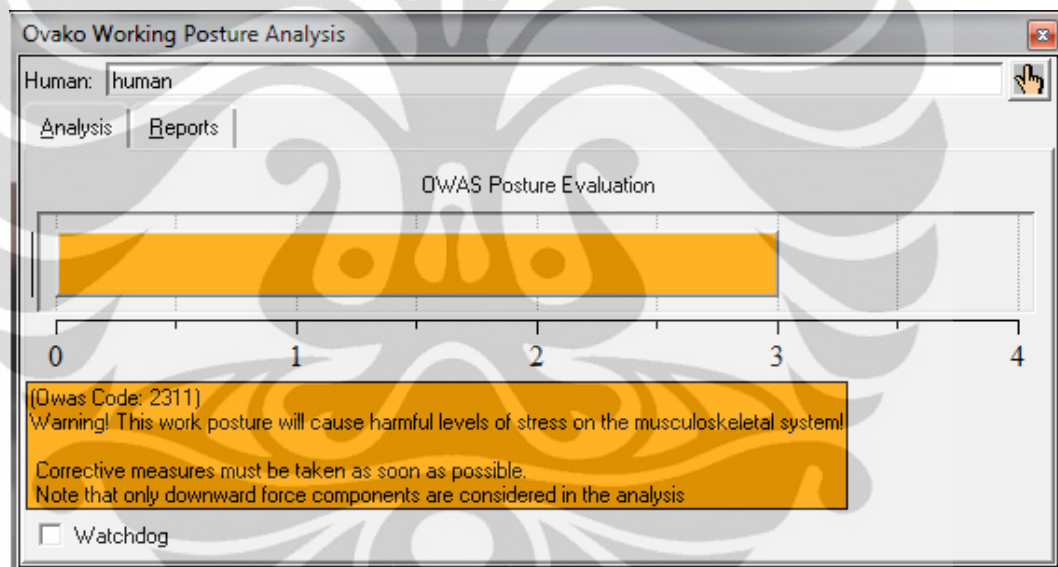 Ovako Working Posture Analysis
Human: human
Analysis Reports
OWAS Posture Evaluation
0 1 2 3 4
(Owas Code: 2311)
Warning! This work posture will cause harmful levels of stress on the musculoskeletal system!
Corrective measures must be taken as soon as possible.
Note that only downward force components are considered in the analysis
Watchdog